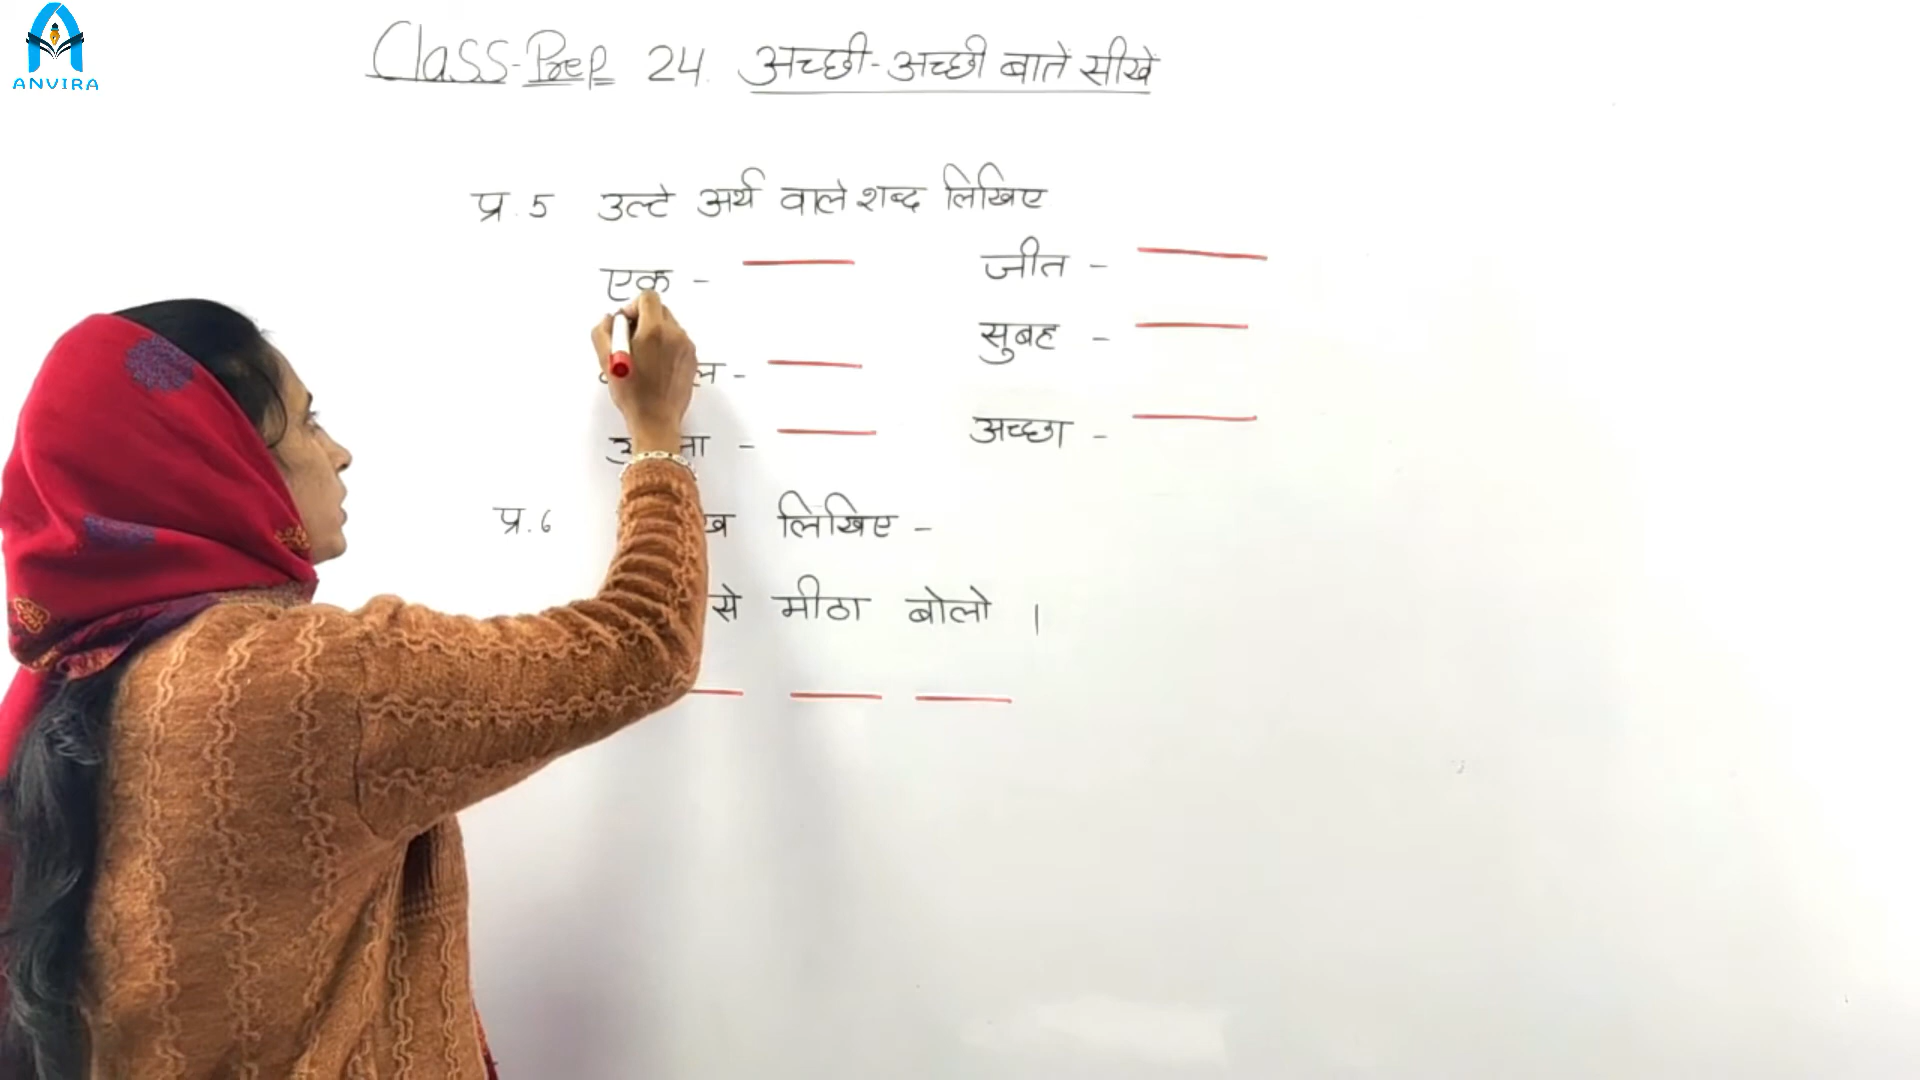 ANVIRA
Class-Prep 24. अच्छी-अच्छी बाते सीखे
प्र.5 उल्टे अर्थ वाले शब्द लिखिए
एक - जीत -
सुबह -
अच्छा -
प्र.6 लिखिए -
से मीठा बोलो ।